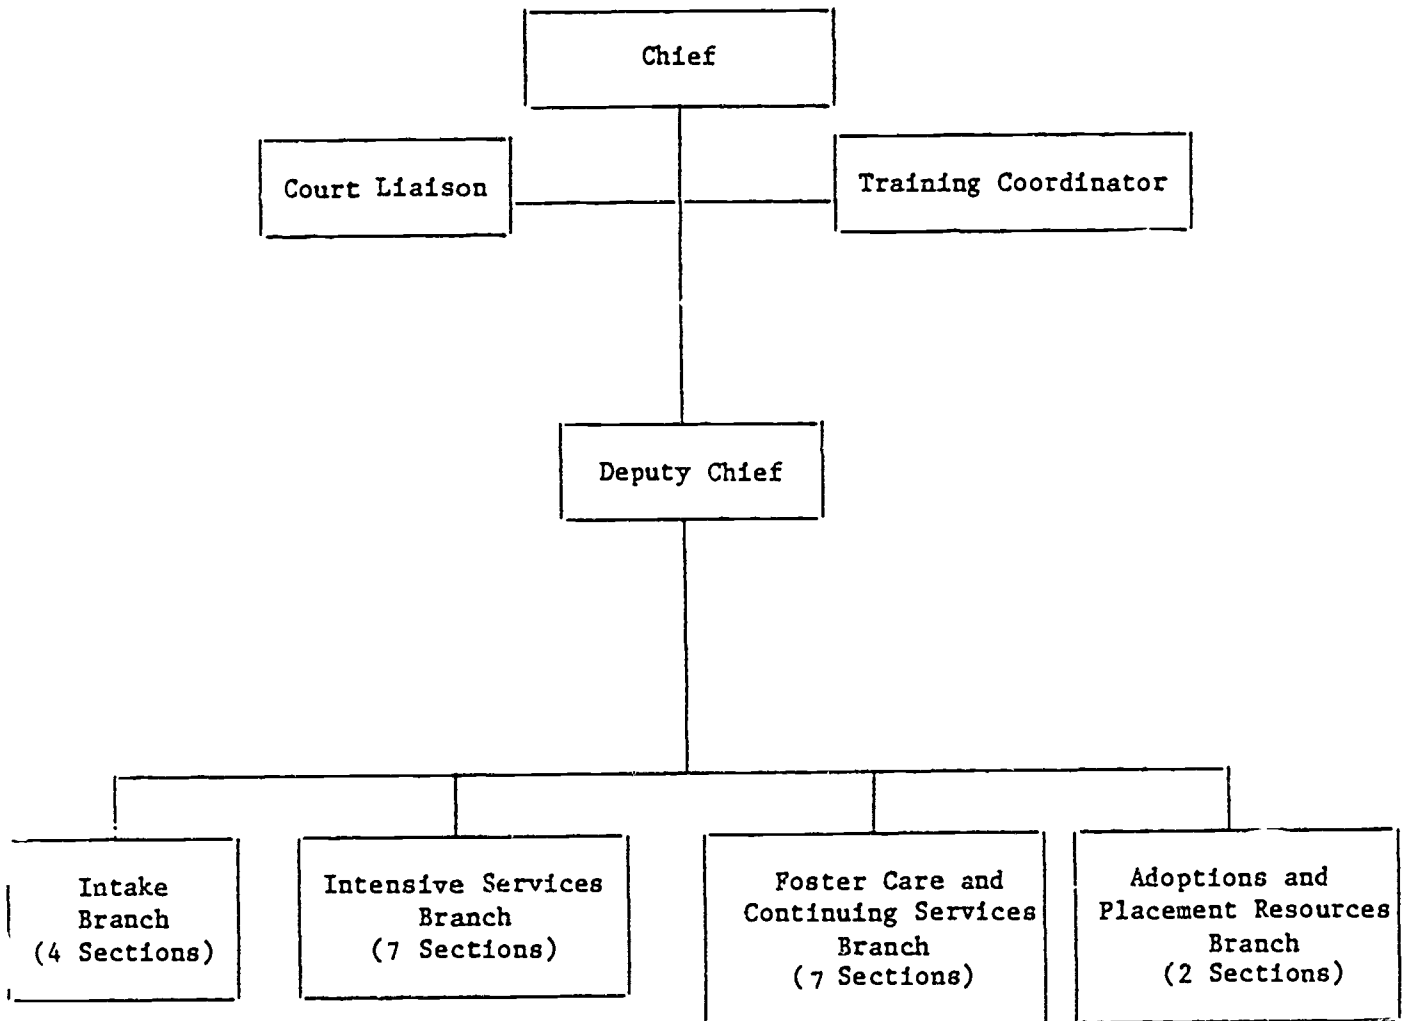 Chief
Court Liaison
Training Coordinator
Deputy Chief
Intake
Branch
(4 Sections)
Intensive Services
Branch
(7 Sections)
Foster Care and
Continuing Services
Branch
(7 Sections)
Adoptions and
Placement Resources
Branch
(2 Sections)